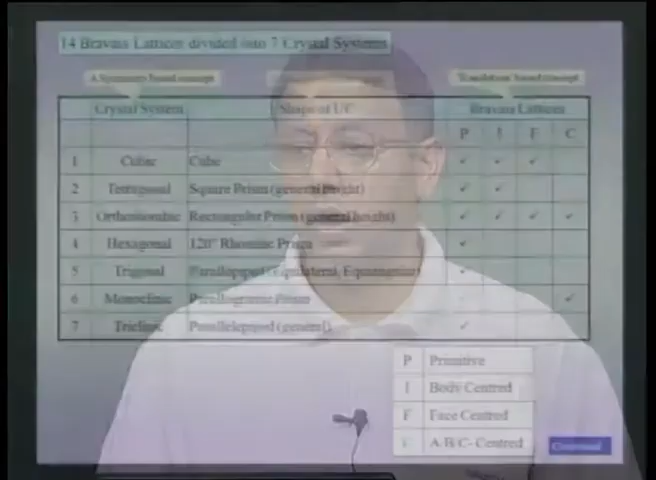 14 Bravais Lattices divided into 7 Crystal Systems
A Symmetry based concept
Translation based concept
Crystal System Shape of UC Bravais Lattices
P I F C
1 Cubic Cube ✓ ✓ ✓
2 Tetragonal Square Prism (general height) ✓ ✓
3 Orthorhombic Rectangular Prism (general height) ✓ ✓ ✓ ✓
4 Hexagonal 120° Rhombic Prism ✓
5 Trigonal Parallopiped (Equilateral, Equiangular) ✓
6 Monoclinic Parallogramic Prism ✓
7 Triclinic Parallelepiped (general) ✓
P Primitive
I Body Centred
F Face Centred
C A/B/C- Centred